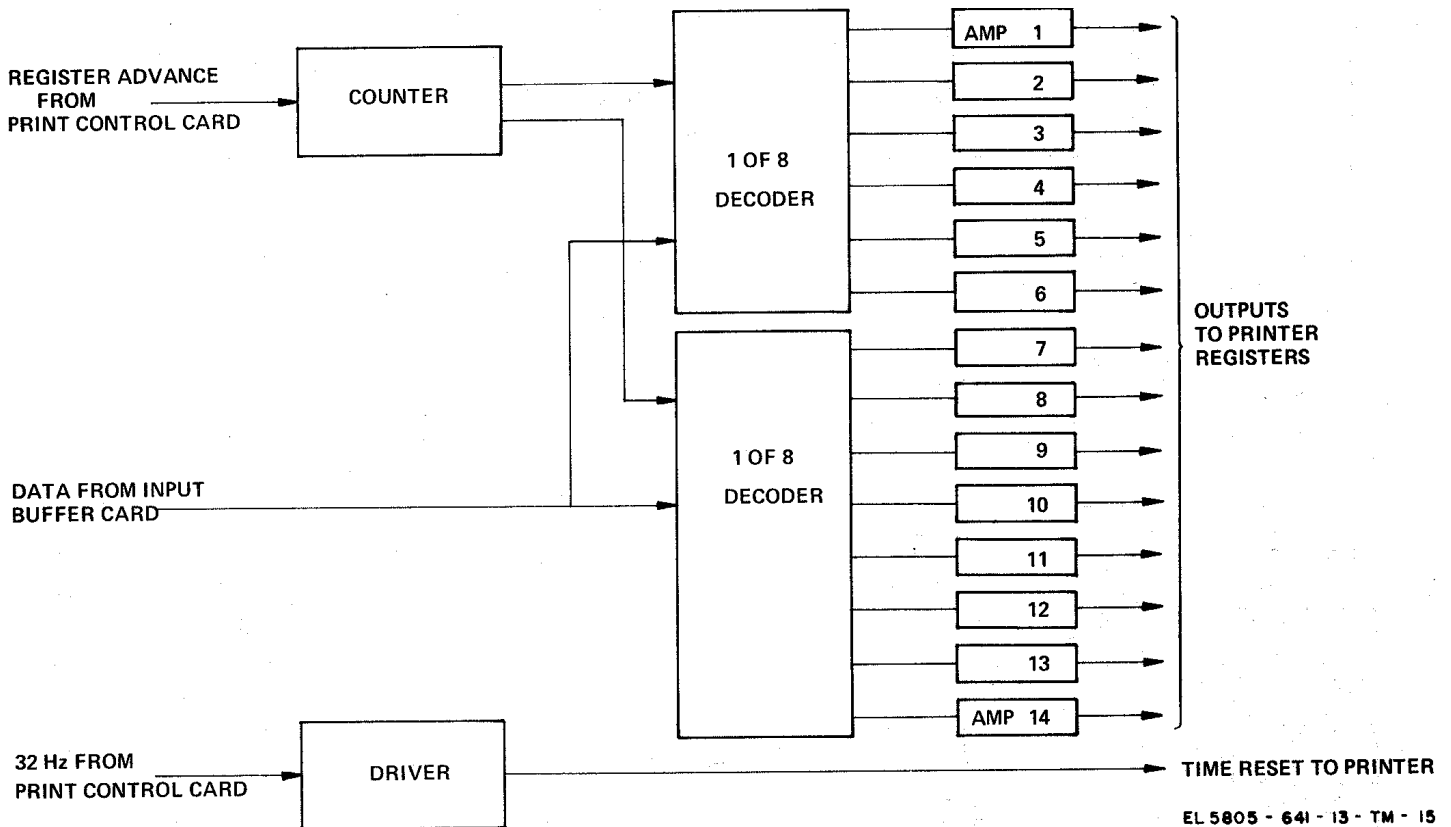 REGISTER ADVANCE
FROM
PRINT CONTROL CARD
COUNTER
1 OF 8
DECODER
AMP 1
2
3
4
5
6
7
8
9
10
11
12
13
AMP 14
1 OF 8
DECODER
OUTPUTS
TO PRINTER
REGISTERS
DATA FROM INPUT
BUFFER CARD
32 Hz FROM
PRINT CONTROL CARD
DRIVER
TIME RESET TO PRINTER
EL 5805 - 641 - 13 - TM - 15